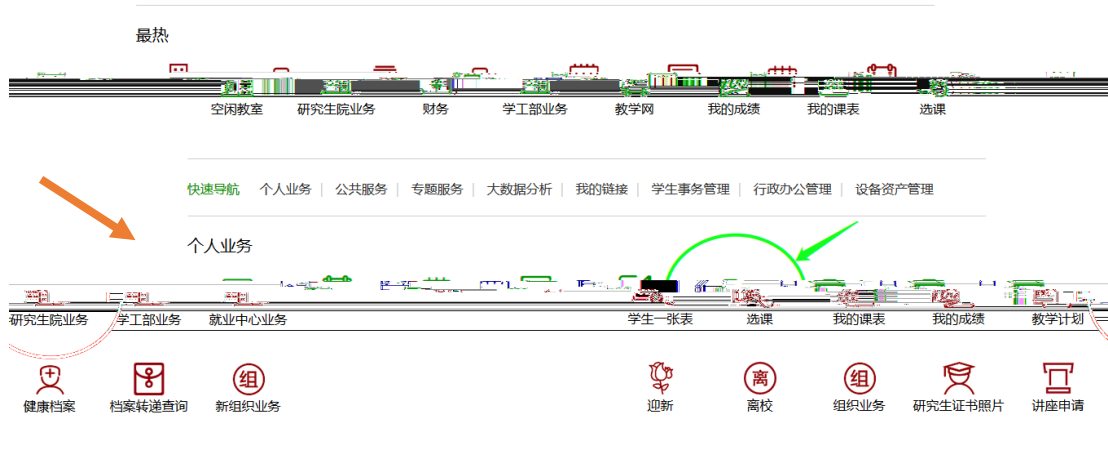 最热
空闲教室 研究生院业务 财务 学工部业务 教学网 我的成绩 我的课表 选课
快速导航 个人业务 | 公共服务 | 专题服务 | 大数据分析 | 我的链接 | 学生事务管理 | 行政办公管理 | 设备资产管理
个人业务
研究生院业务 学工部业务 就业中心业务 学生一张表 选课 我的课表 我的成绩 教学计划
组 离 组
健康档案 档案转递查询 新组织业务 迎新 离校 组织业务 研究生证书照片 讲座申请